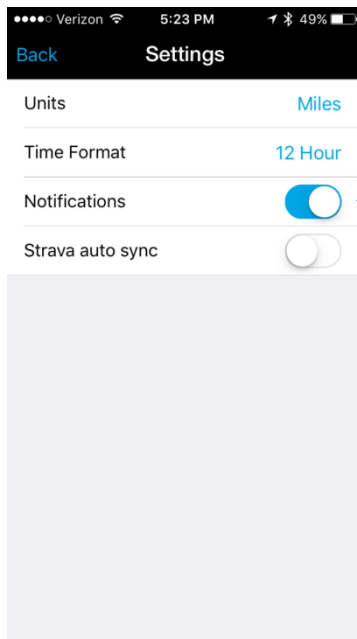 Verizon 5:23 PM 49%
Back Settings
Units Miles
Time Format 12 Hour
Notifications
Strava auto sync